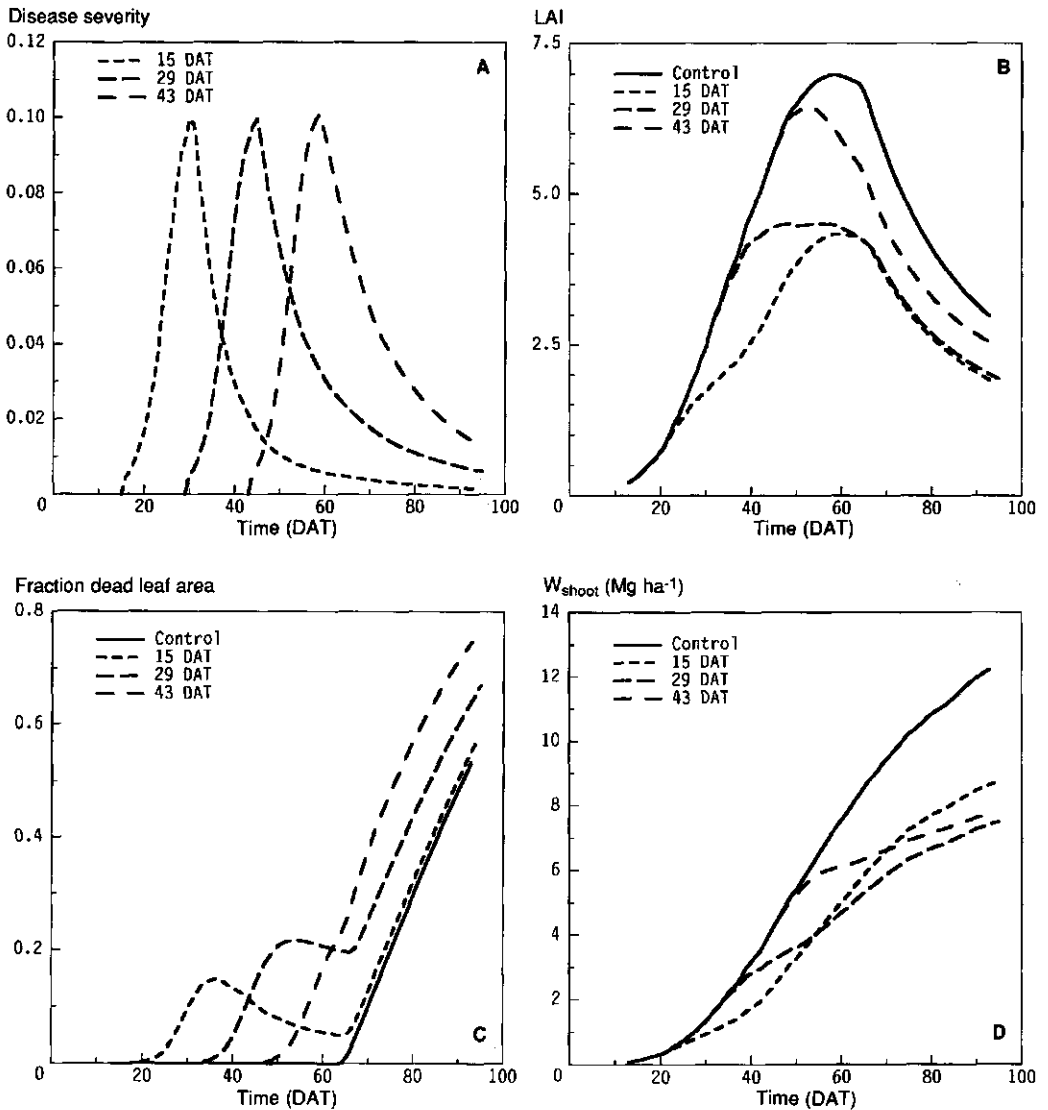 Disease severity
0.12
0.10
0.08
0.06
0.04
0.02
0
15 DAT
29 DAT
43 DAT
A
20
40
60
80
100
Time (DAT)
LAI
7.5
5.0
2.5
0
Control
15 DAT
29 DAT
43 DAT
B
20
40
60
80
100
Time (DAT)
Fraction dead leaf area
0.8
0.6
0.4
0.2
0
Control
15 DAT
29 DAT
43 DAT
C
20
40
60
80
100
Time (DAT)
Wshoot (Mg ha-1)
14
12
10
8
6
4
2
0
Control
15 DAT
29 DAT
43 DAT
D
20
40
60
80
100
Time (DAT)